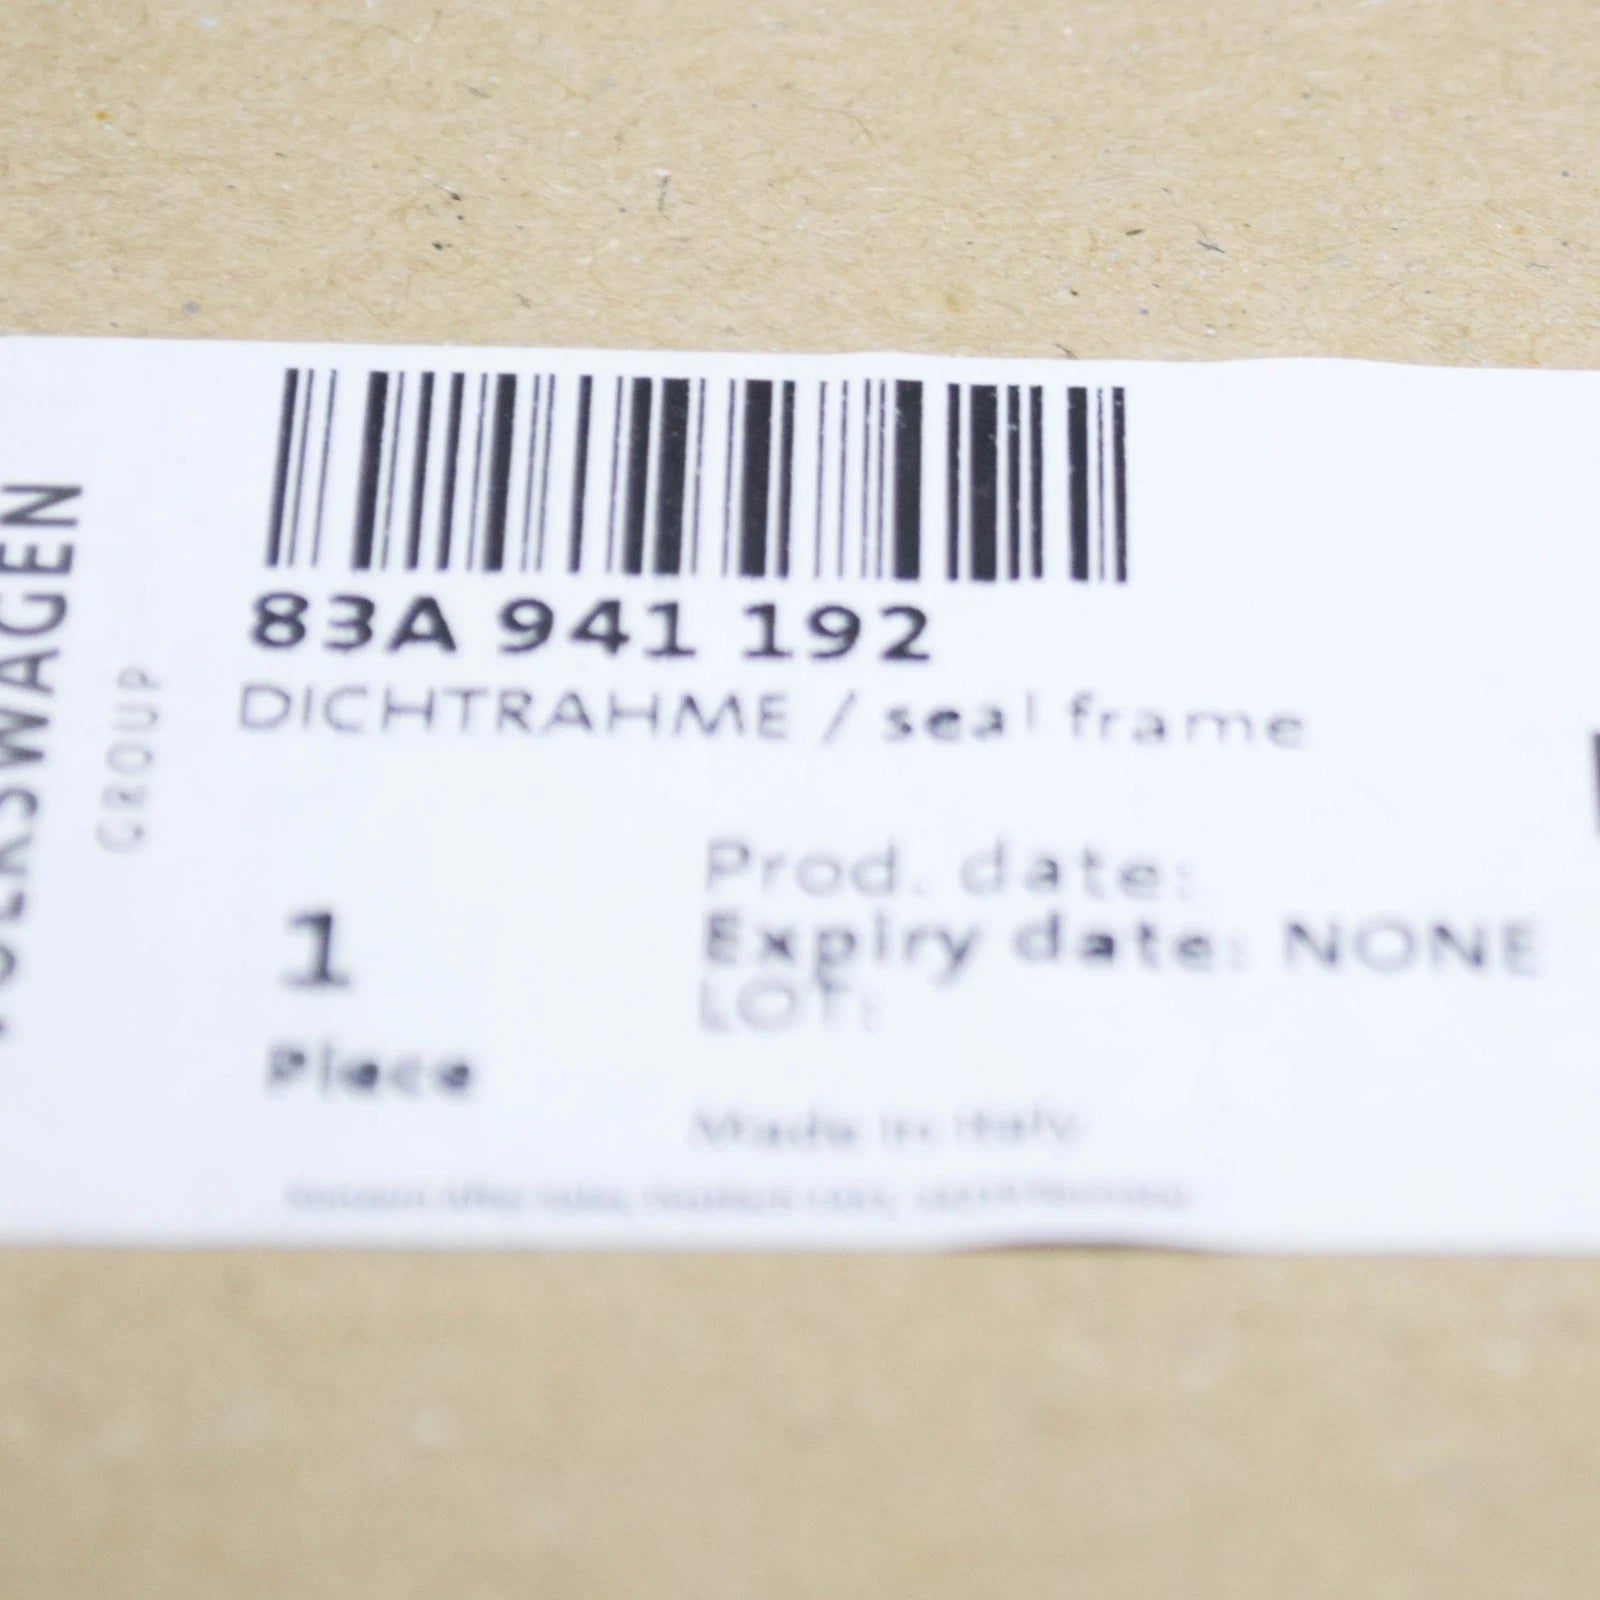 VOLKSWAGEN
GROUP
83A 941 192
DICHTRAHME / seal frame
1
Piece
Prod. date:
Expiry date: NONE
LOT:
Made in Italy